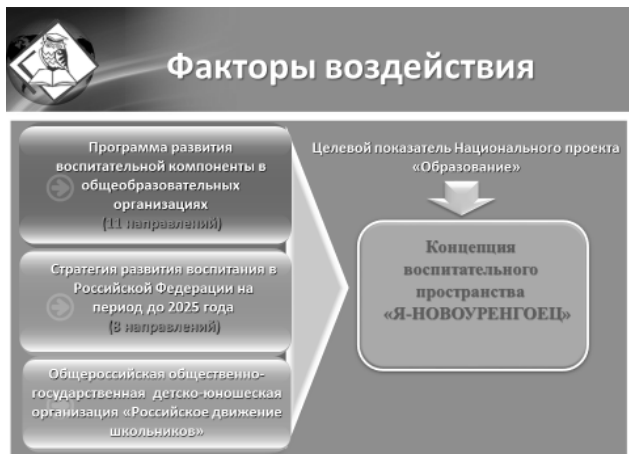 Факторы воздействия
Программа развития
воспитательной компоненты в
общеобразовательных
организациях
(11 направлений)
Стратегия развития воспитания в
Российской Федерации на
период до 2025 года
(8 направлений)
Общероссийская общественно-
государственная детско-юношеская
организация «Российское движение
школьников»
Целевой показатель Национального проекта
«Образование»
Концепция
воспитательного
пространства
«Я-НОВОУРЕНГОЕЦ»